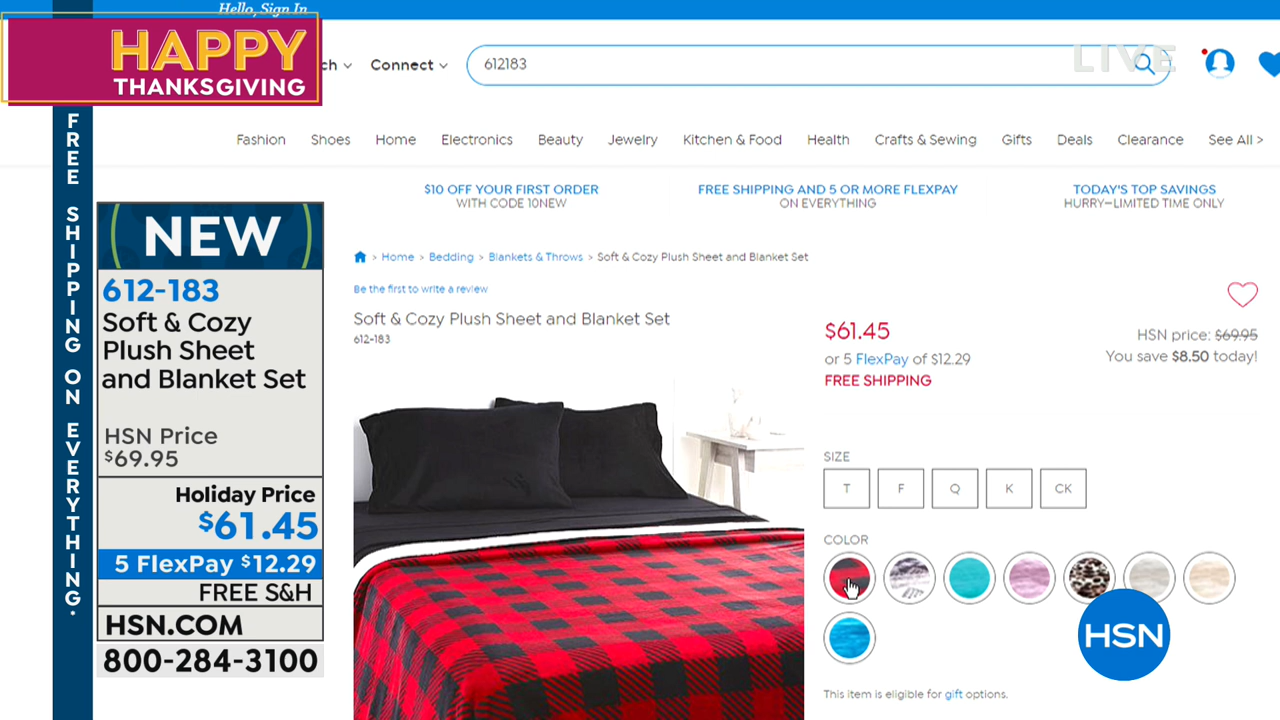 Hello, Sign In
HAPPY
THANKSGIVING
ch
Connect
612183
LIVE
Fashion
Shoes
Home
Electronics
Beauty
Jewelry
Kitchen & Food
Health
Crafts & Sewing
Gifts
Deals
Clearance
See All >
FREE SHIPPING ON EVERYTHING.
$10 OFF YOUR FIRST ORDER
WITH CODE 10NEW
FREE SHIPPING AND 5 OR MORE FLEXPAY
ON EVERYTHING
TODAY'S TOP SAVINGS
HURRY—LIMITED TIME ONLY
NEW
612-183
Soft & Cozy
Plush Sheet
and Blanket Set
HSN Price
$69.95
Holiday Price
$61.45
5 FlexPay $12.29
FREE S&H
HSN.COM
800-284-3100
> Home > Bedding > Blankets & Throws > Soft & Cozy Plush Sheet and Blanket Set
Be the first to write a review
Soft & Cozy Plush Sheet and Blanket Set
612-183
$61.45
or 5 FlexPay of $12.29
FREE SHIPPING
HSN price: $69.95
You save $8.50 today!
SIZE
T
F
Q
K
CK
COLOR
HSN
This item is eligible for gift options.